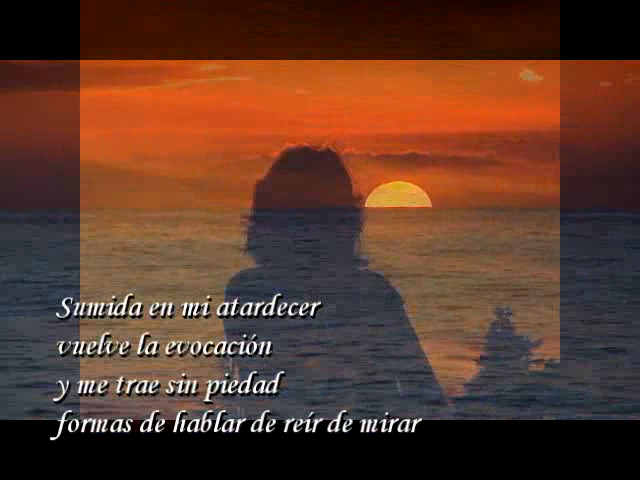 Sumida en mi atardecer
vuelve la evocación
y me trae sin piedad
formas de hablar de reír de mirar